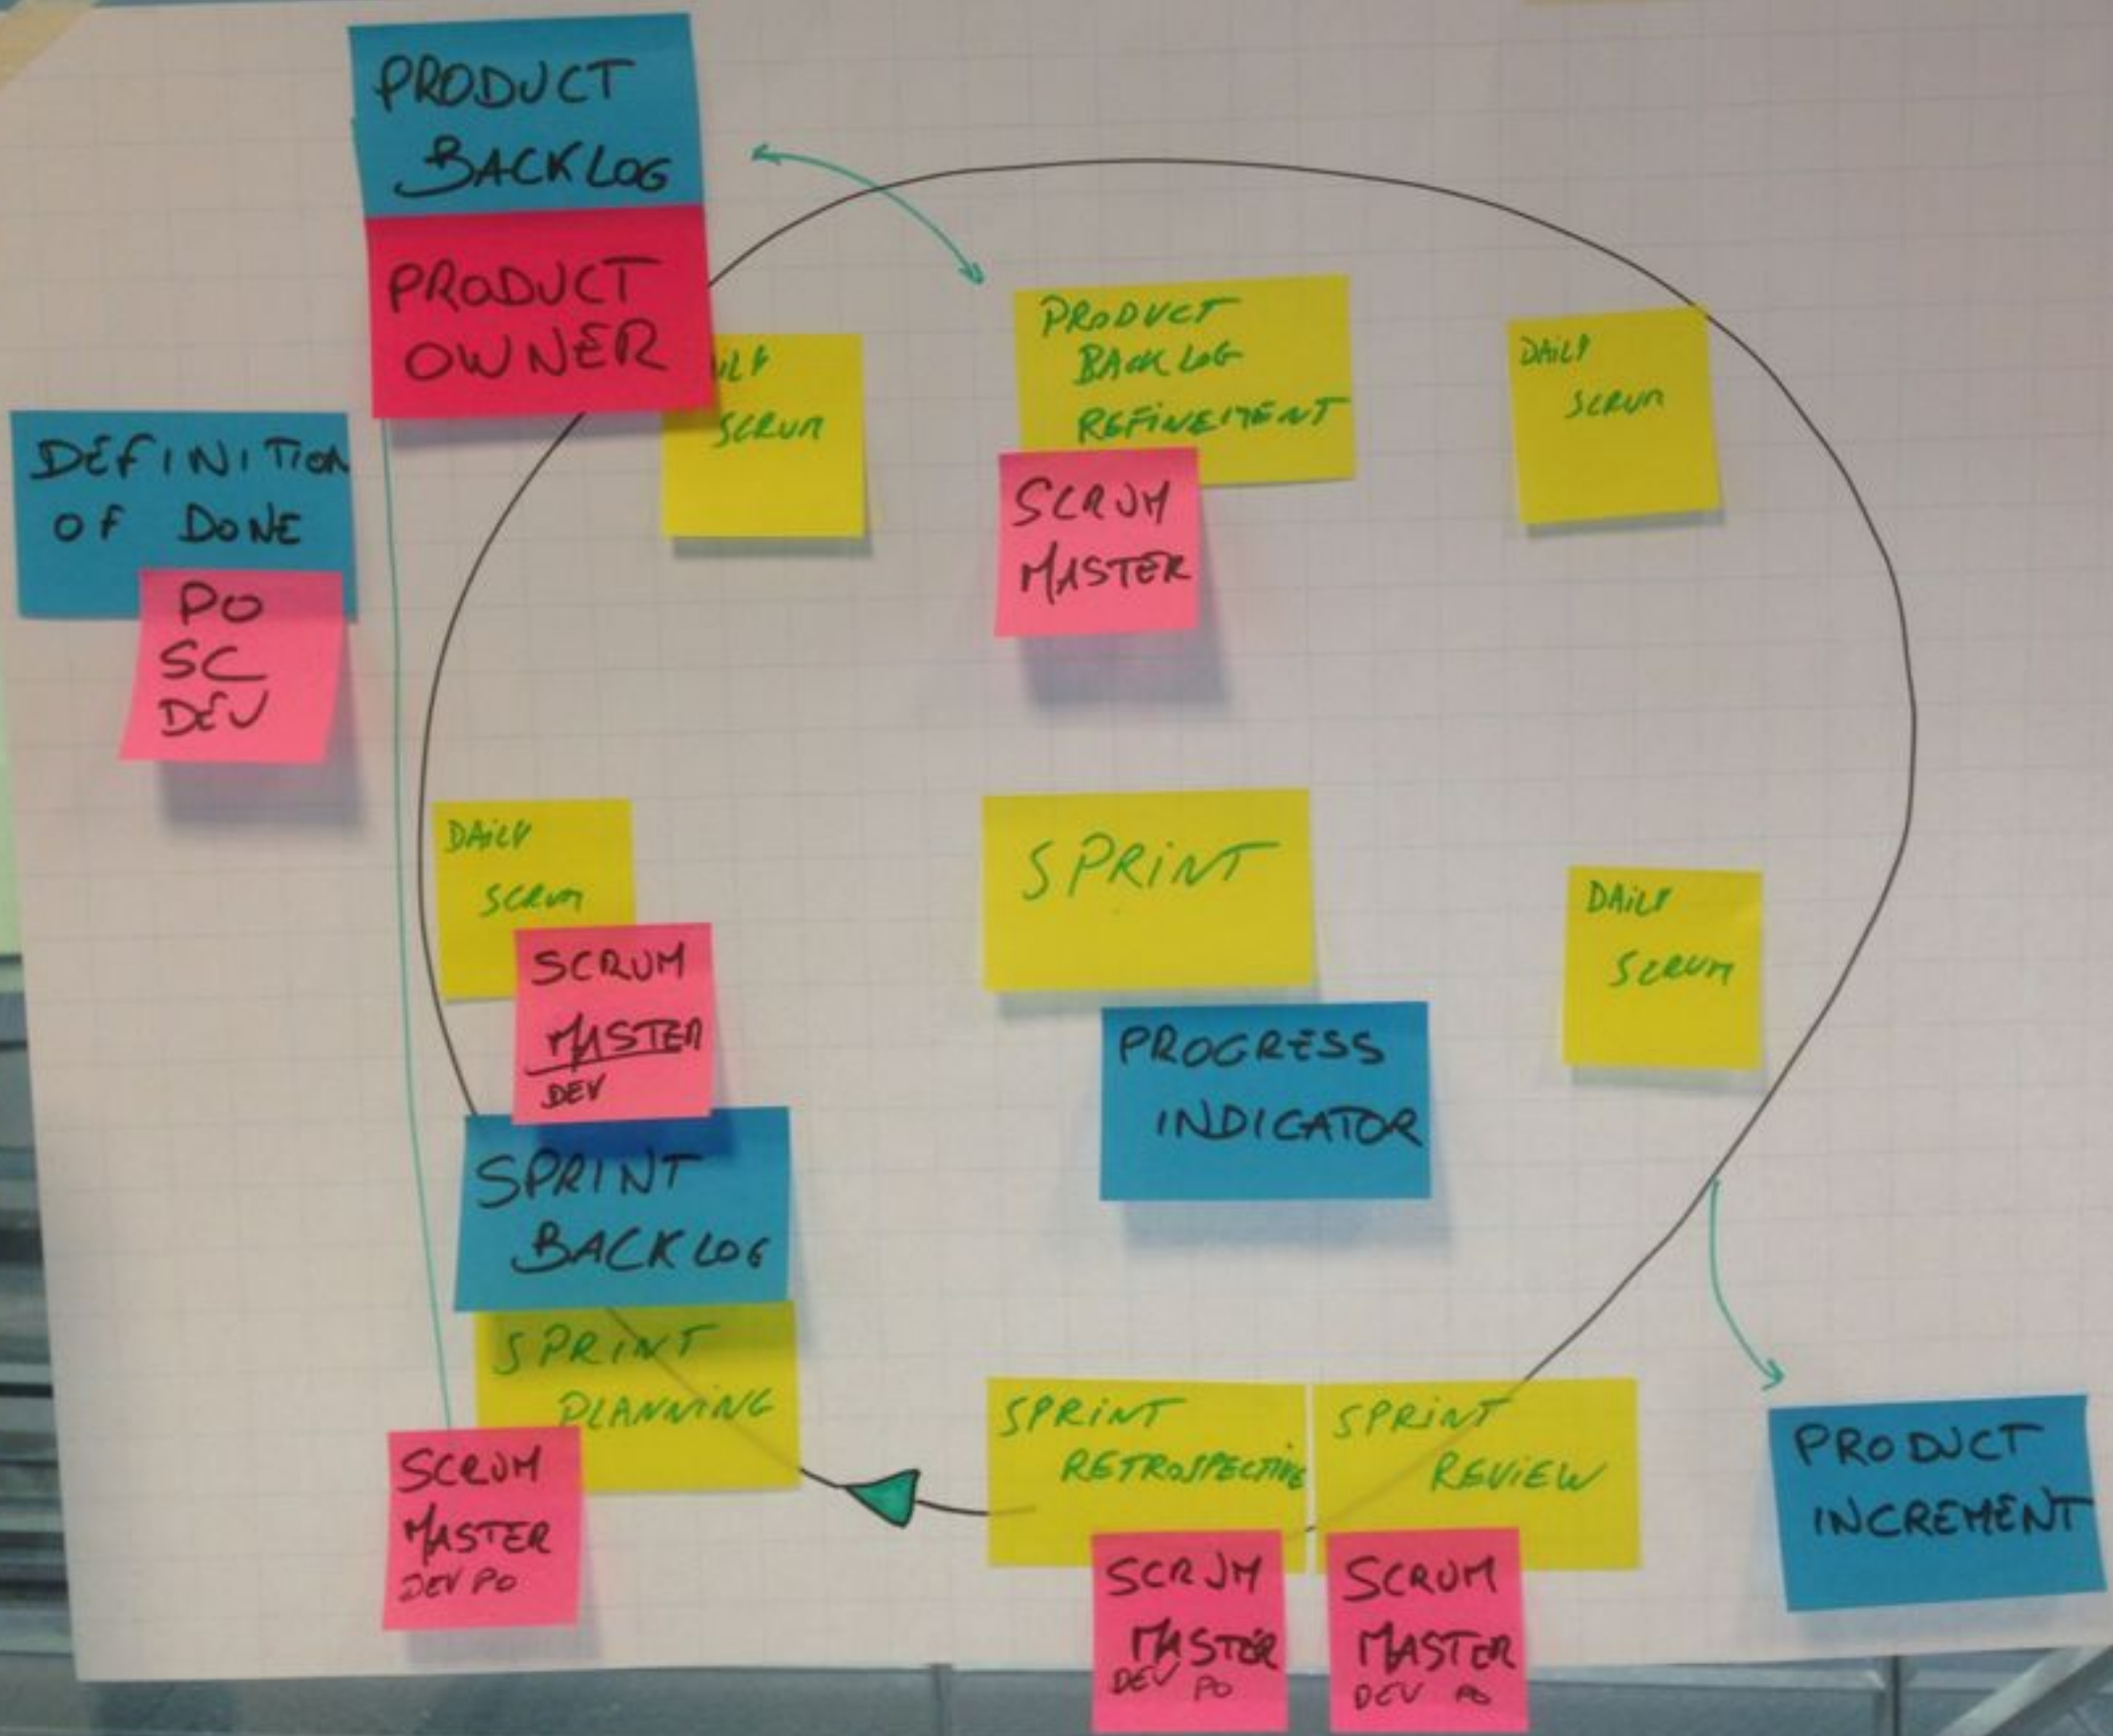 PRODUCT
BACKLOG
PRODUCT
OWNER
DEFINITION
OF DONE
PO
SC
DEV
SCRUM
PRODUCT
BACKLOG
REFINEMENT
SCRUM
MASTER
DAILY
SCRUM
DAILY
SCRUM
SCRUM
MASTER
DEV
SPRINT
PROGRESS
INDICATOR
DAILY
SCRUM
SPRINT
BACKLOG
SPRINT
PLANNING
SCRUM
MASTER
DEV PO
SPRINT
RETROSPECTIVE
SCRUM
MASTER
DEV PO
SPRINT
REVIEW
SCRUM
MASTER
DEV PO
PRODUCT
INCREMENT